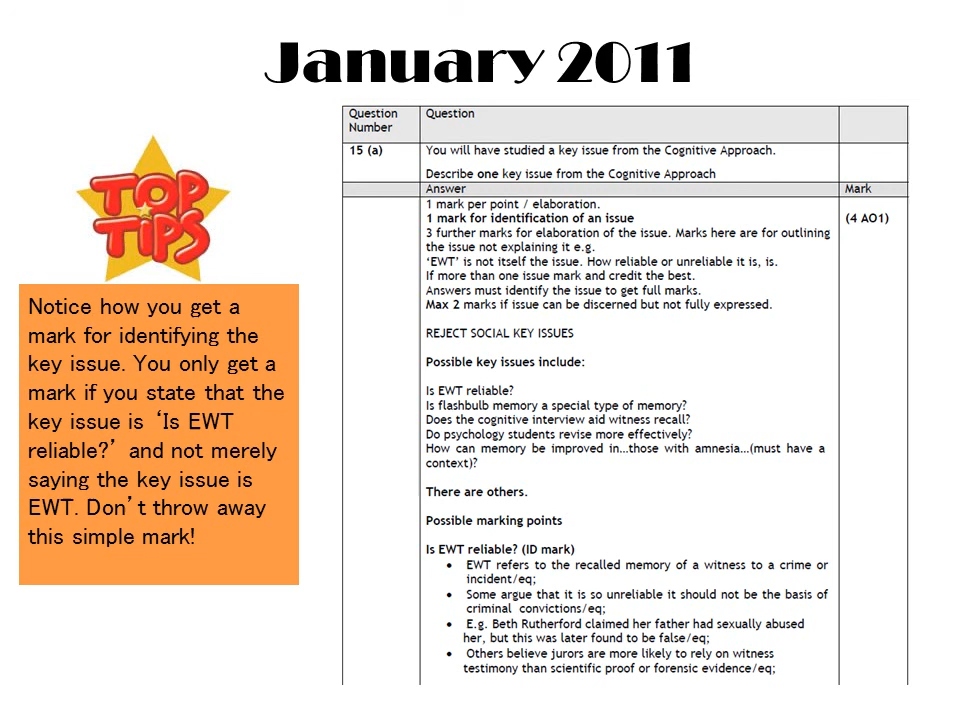 January 2011
TOP
TIPS
Notice how you get a
mark for identifying the
key issue. You only get a
mark if you state that the
key issue is ‘Is EWT
reliable?’ and not merely
saying the key issue is
EWT. Don’t throw away
this simple mark!
Question Number
Question
15 (a)
You will have studied a key issue from the Cognitive Approach.
Describe one key issue from the Cognitive Approach
Answer
Mark
1 mark per point / elaboration.
1 mark for identification of an issue
(4 AO1)
3 further marks for elaboration of the issue. Marks here are for outlining
the issue not explaining it e.g.
‘EWT’ is not itself the issue. How reliable or unreliable it is, is.
If more than one issue mark and credit the best.
Answers must identify the issue to get full marks.
Max 2 marks if issue can be discerned but not fully expressed.
REJECT SOCIAL KEY ISSUES
Possible key issues include:
Is EWT reliable?
Is flashbulb memory a special type of memory?
Does the cognitive interview aid witness recall?
Do psychology students revise more effectively?
How can memory be improved in…those with amnesia…(must have a
context)?
There are others.
Possible marking points
Is EWT reliable? (ID mark)
• EWT refers to the recalled memory of a witness to a crime or
incident/eq;
• Some argue that it is so unreliable it should not be the basis of
criminal convictions/eq;
• E.g. Beth Rutherford claimed her father had sexually abused
her, but this was later found to be false/eq;
• Others believe jurors are more likely to rely on witness
testimony than scientific proof or forensic evidence/eq;